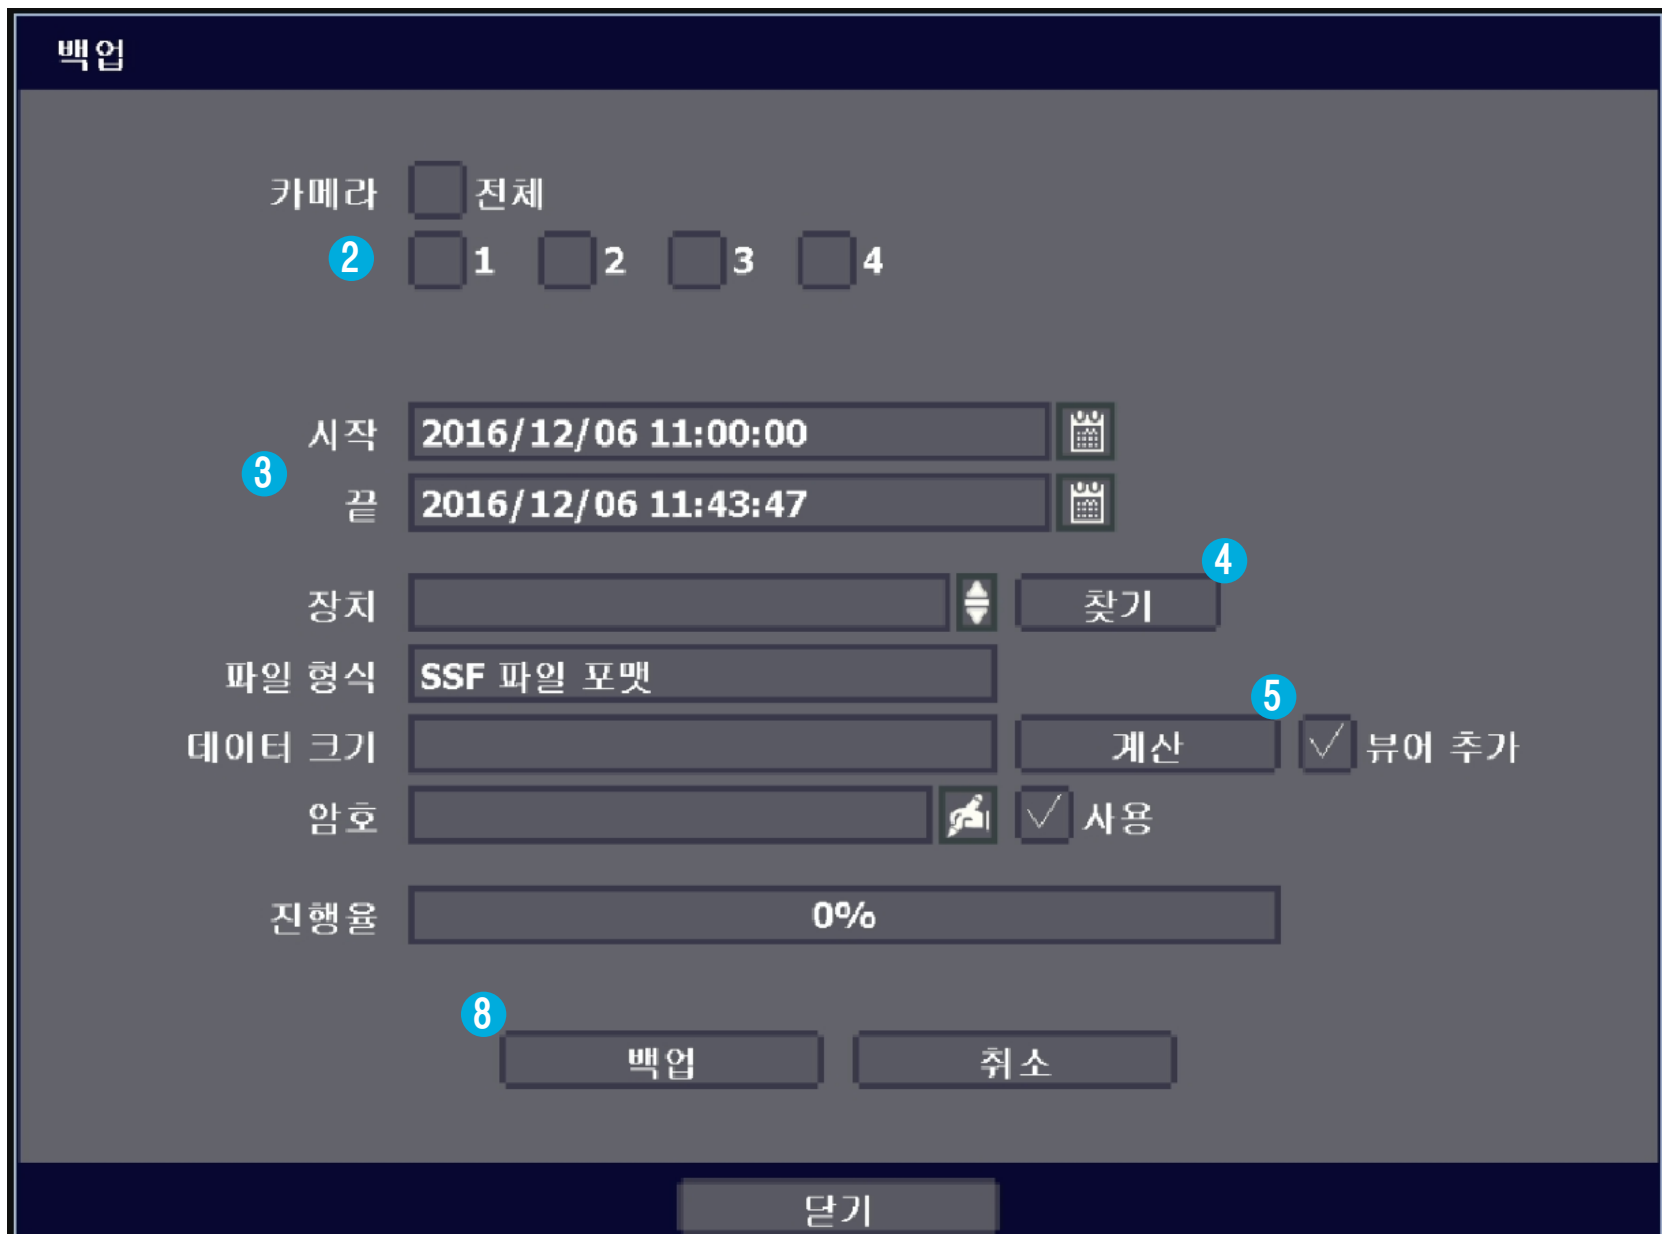 백업
카메라 전체
2 1 2 3 4
시작 2016/12/06 11:00:00
3
끝 2016/12/06 11:43:47
4
장치 찾기
파일 형식 SSF 파일 포맷
5
데이터 크기 계산 뷰어 추가
암호 사용
진행율 0%
8
백업 취소
닫기